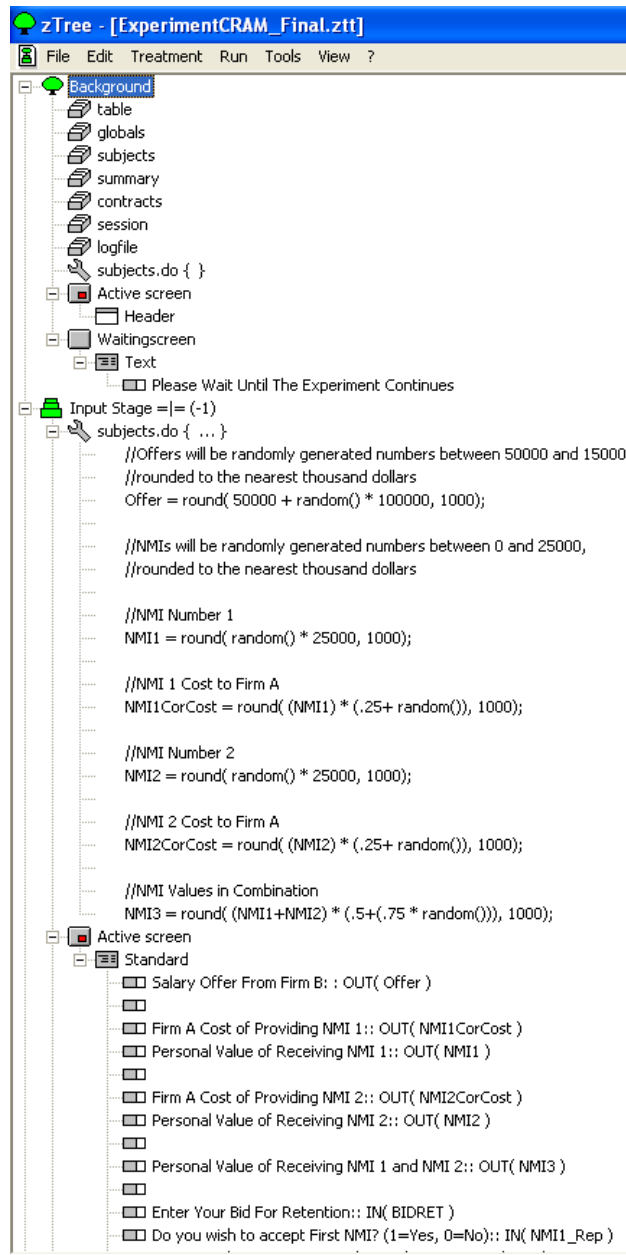 zTree - [ExperimentCRAM_Final.ztt]
File Edit Treatment Run Tools View ?
Background
table
globals
subjects
summary
contracts
session
logfile
subjects.do { }
Active screen
Header
Waitingscreen
Text
Please Wait Until The Experiment Continues
Input Stage =|= (-1)
subjects.do { ... }
//Offers will be randomly generated numbers between 50000 and 15000
//rounded to the nearest thousand dollars
Offer = round( 50000 + random() * 100000, 1000);
//NMIs will be randomly generated numbers between 0 and 25000,
//rounded to the nearest thousand dollars
//NMI Number 1
NMI1 = round( random() * 25000, 1000);
//NMI 1 Cost to Firm A
NMI1CorCost = round( (NMI1) * (.25+ random()), 1000);
//NMI Number 2
NMI2 = round( random() * 25000, 1000);
//NMI 2 Cost to Firm A
NMI2CorCost = round( (NMI2) * (.25+ random()), 1000);
//NMI Values in Combination
NMI3 = round( (NMI1+NMI2) * (.5+(.75 * random())), 1000);
Active screen
Standard
Salary Offer From Firm B: : OUT( Offer )
Firm A Cost of Providing NMI 1:: OUT( NMI1CorCost )
Personal Value of Receiving NMI 1:: OUT( NMI1 )
Firm A Cost of Providing NMI 2:: OUT( NMI2CorCost )
Personal Value of Receiving NMI 2:: OUT( NMI2 )
Personal Value of Receiving NMI 1 and NMI 2:: OUT( NMI3 )
Enter Your Bid For Retention:: IN( BIDRET )
Do you wish to accept First NMI? (1=Yes, 0=No):: IN( NMI1_Rep )